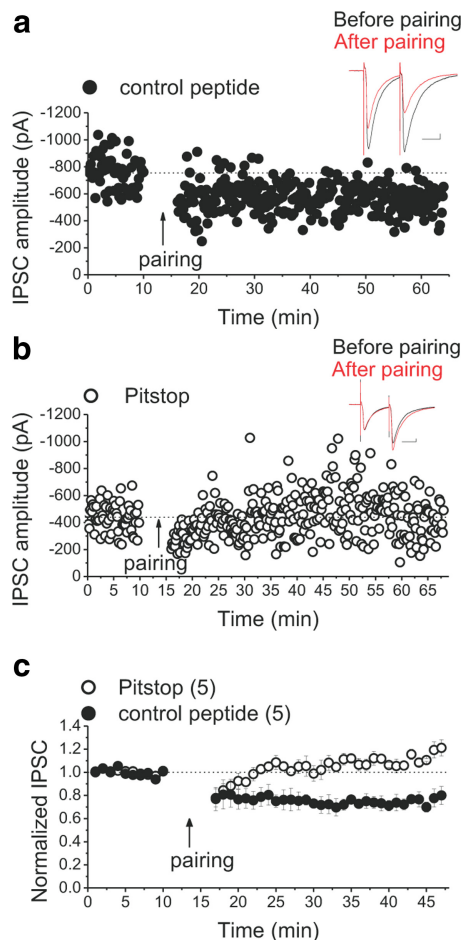 a
Before pairing
After pairing
control peptide
IPSC amplitude (pA)
-1200
-1000
-800
-600
-400
-200
0
pairing
0 10 20 30 40 50 60
Time (min)
b
Before pairing
After pairing
Pitstop
IPSC amplitude (pA)
-1200
-1000
-800
-600
-400
-200
0
pairing
0 5 10 15 20 25 30 35 40 45 50 55 60 65
Time (min)
c
Pitstop (5)
control peptide (5)
Normalized IPSC
1.4
1.2
1.0
0.8
0.6
0.4
0.2
0.0
pairing
0 5 10 15 20 25 30 35 40 45
Time (min)